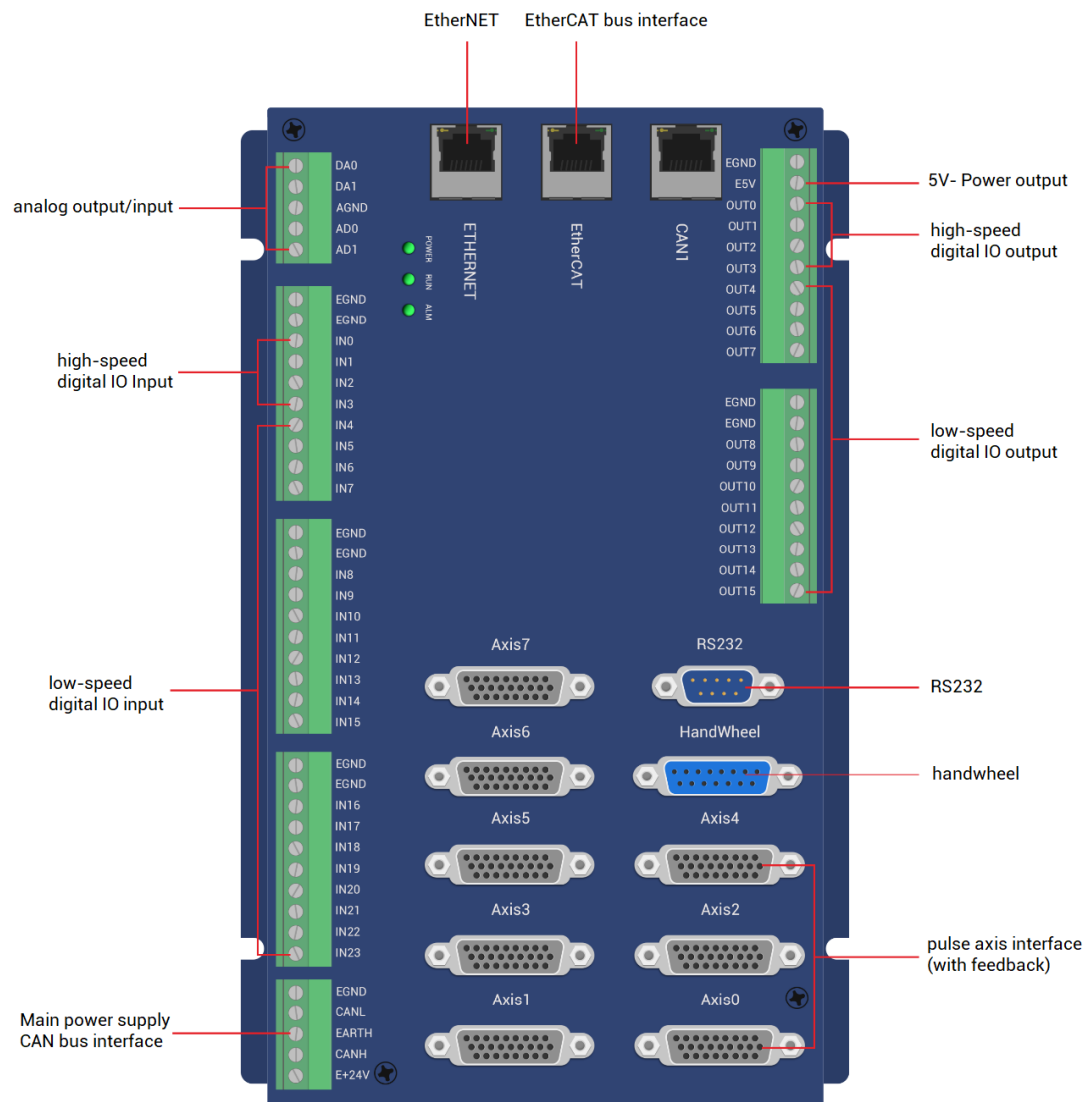 EtherNET
EtherCAT bus interface
analog output/input
DA0
DA1
AGND
AD0
AD1
high-speed
digital IO Input
EGND
EGND
IN0
IN1
IN2
IN3
IN4
IN5
IN6
IN7
low-speed
digital IO input
EGND
EGND
IN8
IN9
IN10
IN11
IN12
IN13
IN14
IN15
EGND
EGND
IN16
IN17
IN18
IN19
IN20
IN21
IN22
IN23
Main power supply
CAN bus interface
EGND
CANL
EARTH
CANH
E+24V
ETHERNET
EtherCAT
CAN1
POWER
RUN
ALM
Axis7
Axis6
Axis5
Axis3
Axis1
RS232
HandWheel
Axis4
Axis2
Axis0
EGND
E5V
OUT0
OUT1
OUT2
OUT3
OUT4
OUT5
OUT6
OUT7
EGND
EGND
OUT8
OUT9
OUT10
OUT11
OUT12
OUT13
OUT14
OUT15
5V- Power output
high-speed
digital IO output
low-speed
digital IO output
RS232
handwheel
pulse axis interface
(with feedback)